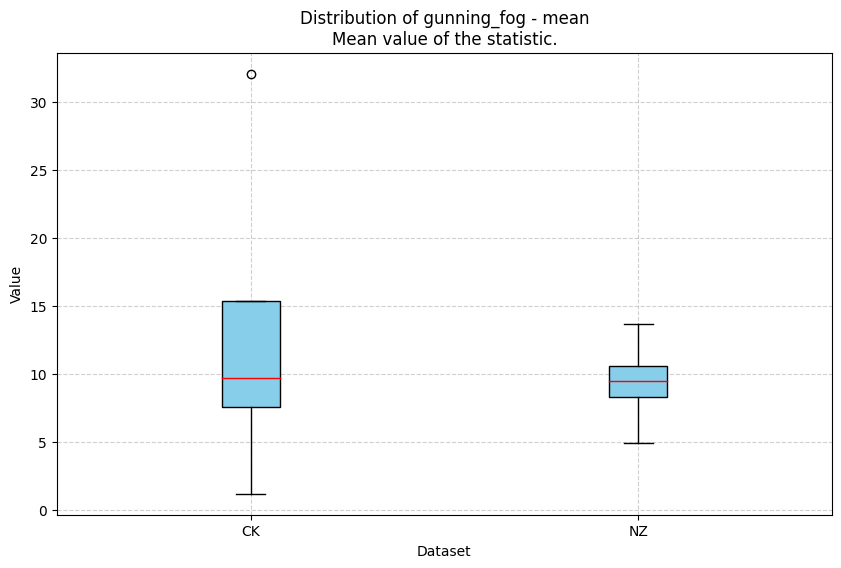 Distribution of gunning_fog - mean
Mean value of the statistic.
30
25
20
15
10
5
0
Value
CK
NZ
Dataset